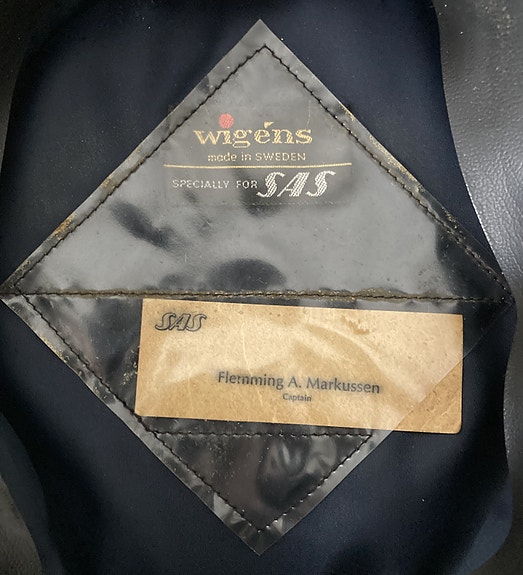 wigéns
made in SWEDEN
SPECIALLY FOR SAS
SAS
Flemming A. Markussen
Captain